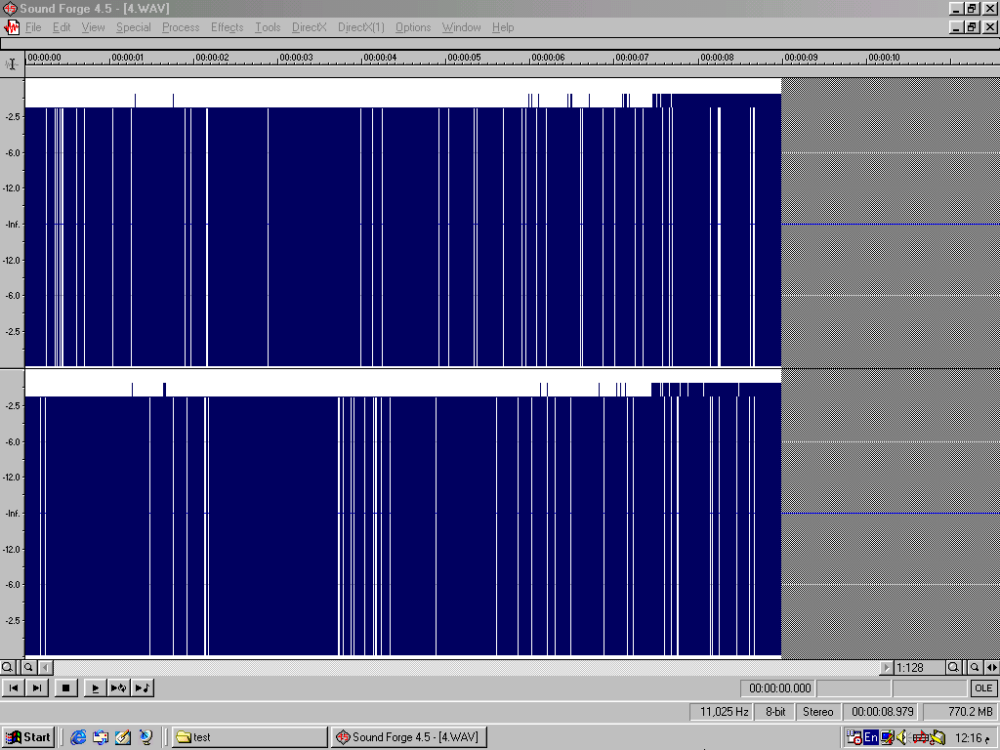 Sound Forge 4.5 - [4.WAV]
File Edit View Special Process Effects Tools DirectX DirectX(1) Options Window Help
00:00:00 00:00:01 00:00:02 00:00:03 00:00:04 00:00:05 00:00:06 00:00:07 00:00:08 00:00:09 00:00:10
-2.5
-6.0
-12.0
-Inf.
-12.0
-6.0
-2.5
-2.5
-6.0
-12.0
-Inf.
-12.0
-6.0
-2.5
1:128
00:00:00.000 OLE
11,025 Hz 8-bit Stereo 00:00:08.979 770.2 MB
Start test Sound Forge 4.5 - [4.WAV] En 12:16 م